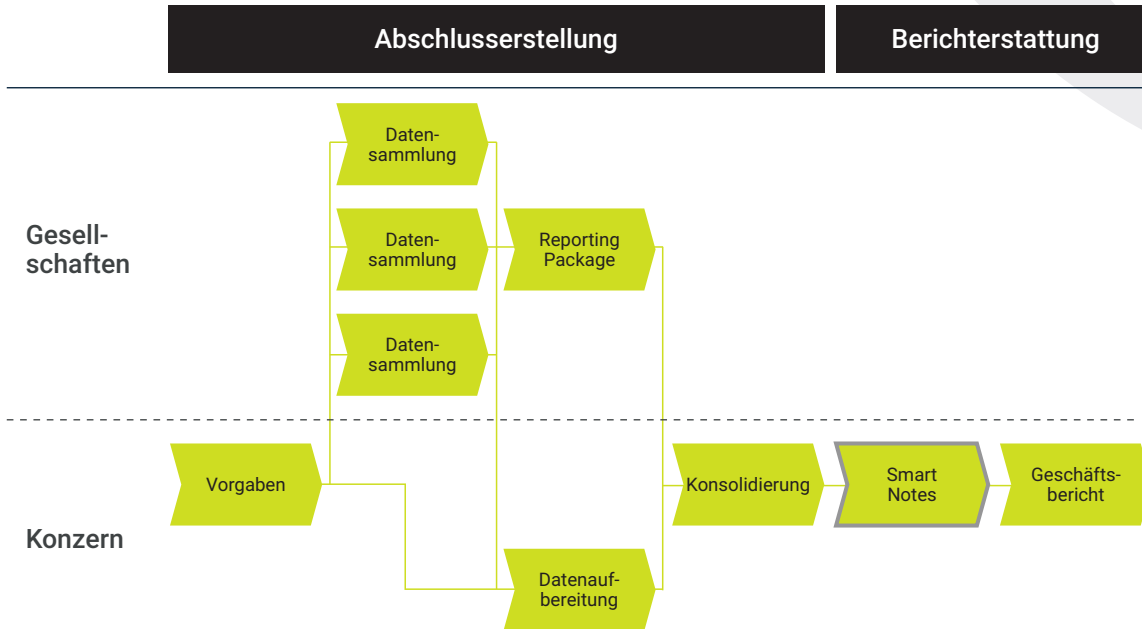 Abschlusserstellung
Berichterstattung
Gesell-
schaften
Daten-
sammlung
Daten-
sammlung
Reporting
Package
Daten-
sammlung
Konzern
Vorgaben
Konsolidierung
Smart
Notes
Geschäfts-
bericht
Datenauf-
bereitung